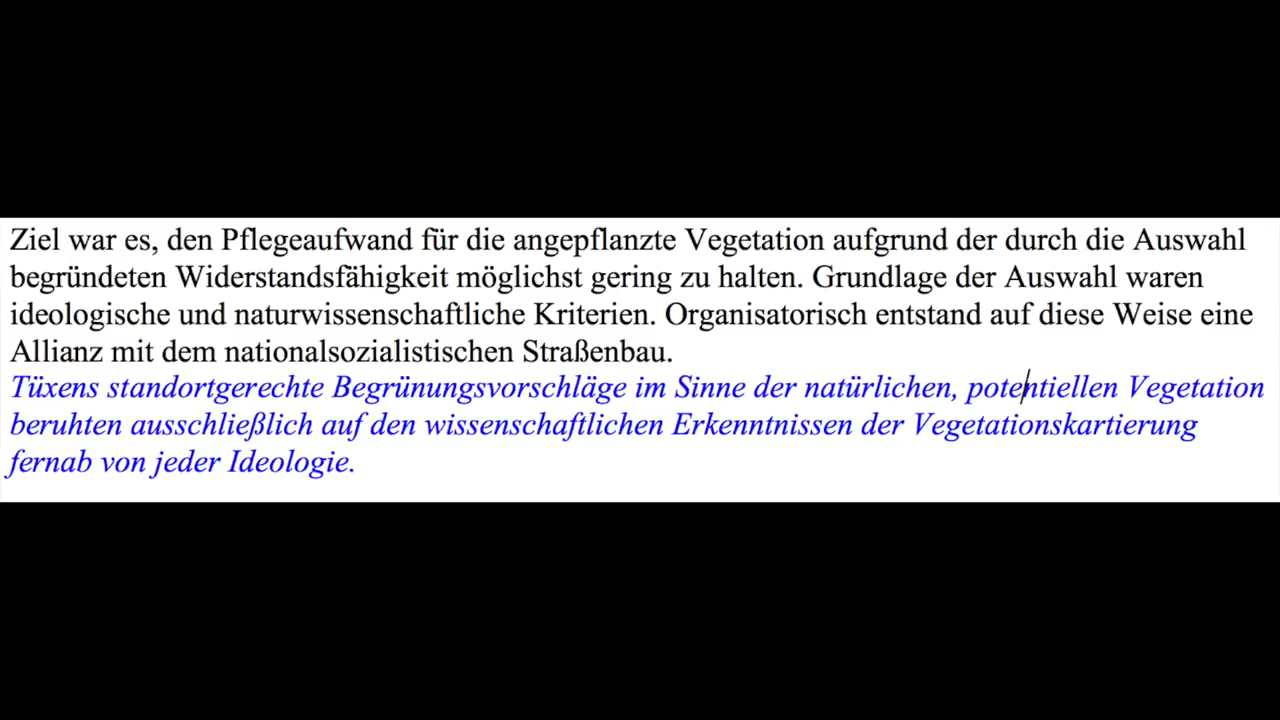 Ziel war es, den Pflegeaufwand für die angepflanzte Vegetation aufgrund der durch die Auswahl
begründeten Widerstandsfähigkeit möglichst gering zu halten. Grundlage der Auswahl waren
ideologische und naturwissenschaftliche Kriterien. Organisatorisch entstand auf diese Weise eine
Allianz mit dem nationalsozialistischen Straßenbau.
Tüxens standortgerechte Begrünungsvorschläge im Sinne der natürlichen, potentiellen Vegetation
beruhten ausschließlich auf den wissenschaftlichen Erkenntnissen der Vegetationskartierung
fernab von jeder Ideologie.